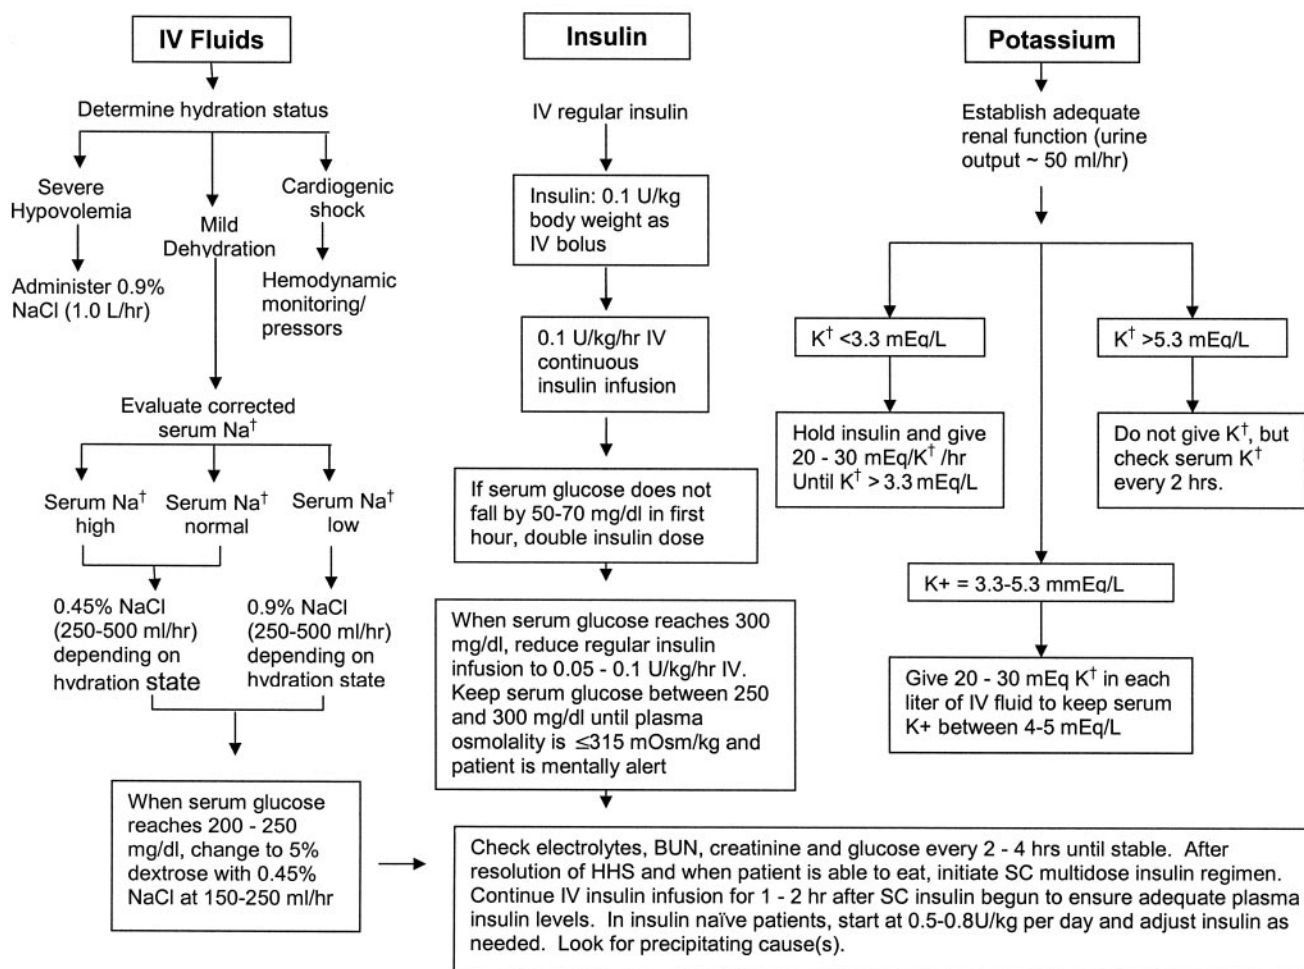 IV Fluids
Determine hydration status
Severe
Hypovolemia
Administer 0.9%
NaCl (1.0 L/hr)
Mild
Dehydration
Cardiogenic
shock
Hemodynamic
monitoring/
pressors
Evaluate corrected
serum Na†
Serum Na†
high
Serum Na†
normal
Serum Na†
low
0.45% NaCl
(250-500 ml/hr)
depending on
hydration state
0.9% NaCl
(250-500 ml/hr)
depending on
hydration state
When serum glucose
reaches 200 - 250
mg/dl, change to 5%
dextrose with 0.45%
NaCl at 150-250 ml/hr
Insulin
IV regular insulin
Insulin: 0.1 U/kg
body weight as
IV bolus
0.1 U/kg/hr IV
continuous
insulin infusion
If serum glucose does not
fall by 50-70 mg/dl in first
hour, double insulin dose
When serum glucose reaches 300
mg/dl, reduce regular insulin
infusion to 0.05 - 0.1 U/kg/hr IV.
Keep serum glucose between 250
and 300 mg/dl until plasma
osmolality is ≤315 mOsm/kg and
patient is mentally alert
Potassium
Establish adequate
renal function (urine
output ~ 50 ml/hr)
K† <3.3 mEq/L
Hold insulin and give
20 - 30 mEq/K† /hr
Until K† > 3.3 mEq/L
K† >5.3 mEq/L
Do not give K†, but
check serum K†
every 2 hrs.
K+ = 3.3-5.3 mmEq/L
Give 20 - 30 mEq K† in each
liter of IV fluid to keep serum
K+ between 4-5 mEq/L
Check electrolytes, BUN, creatinine and glucose every 2 - 4 hrs until stable. After
resolution of HHS and when patient is able to eat, initiate SC multidose insulin regimen.
Continue IV insulin infusion for 1 - 2 hr after SC insulin begun to ensure adequate plasma
insulin levels. In insulin naïve patients, start at 0.5-0.8U/kg per day and adjust insulin as
needed. Look for precipitating cause(s).